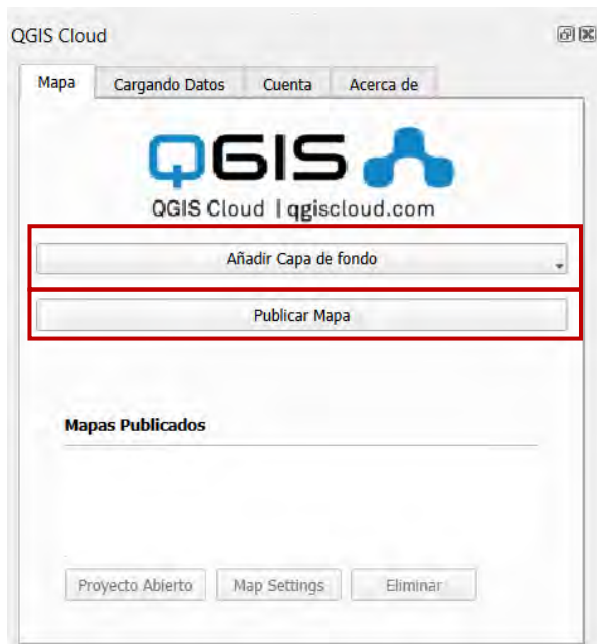 QGIS Cloud
Mapa Cargando Datos Cuenta Acerca de
QGIS
QGIS Cloud | qgiscloud.com
Añadir Capa de fondo
Publicar Mapa
Mapas Publicados
Proyecto Abierto Map Settings Eliminar